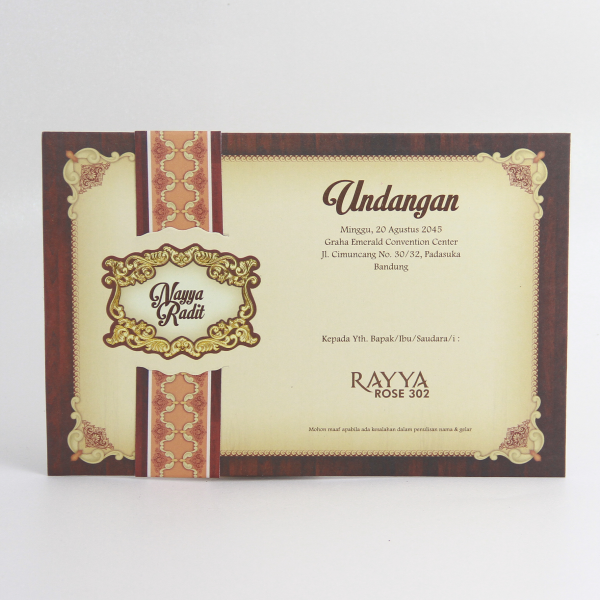 Nayya
Radit
Undangan
Minggu, 20 Agustus 2045
Graha Emerald Convention Center
Jl. Cimuncang No. 30/32, Padasuka
Bandung
Kepada Yth. Bapak/Ibu/Saudara/i :
RAYYA
ROSE 302
Mohon maaf apabila ada kesalahan dalam penulisan nama & gelar